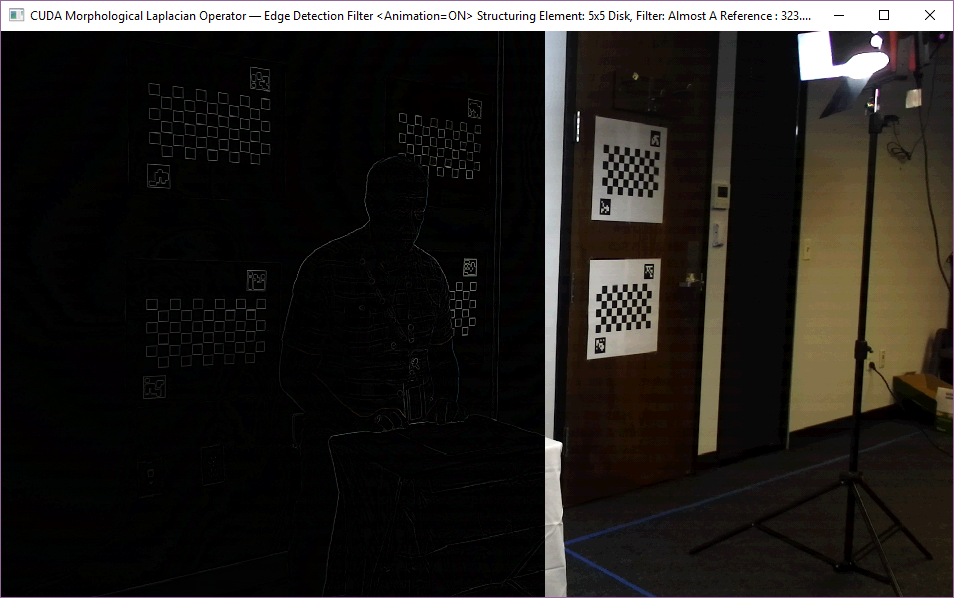 CUDA Morphological Laplacian Operator — Edge Detection Filter <Animation=ON> Structuring Element: 5x5 Disk, Filter: Almost A Reference : 323....